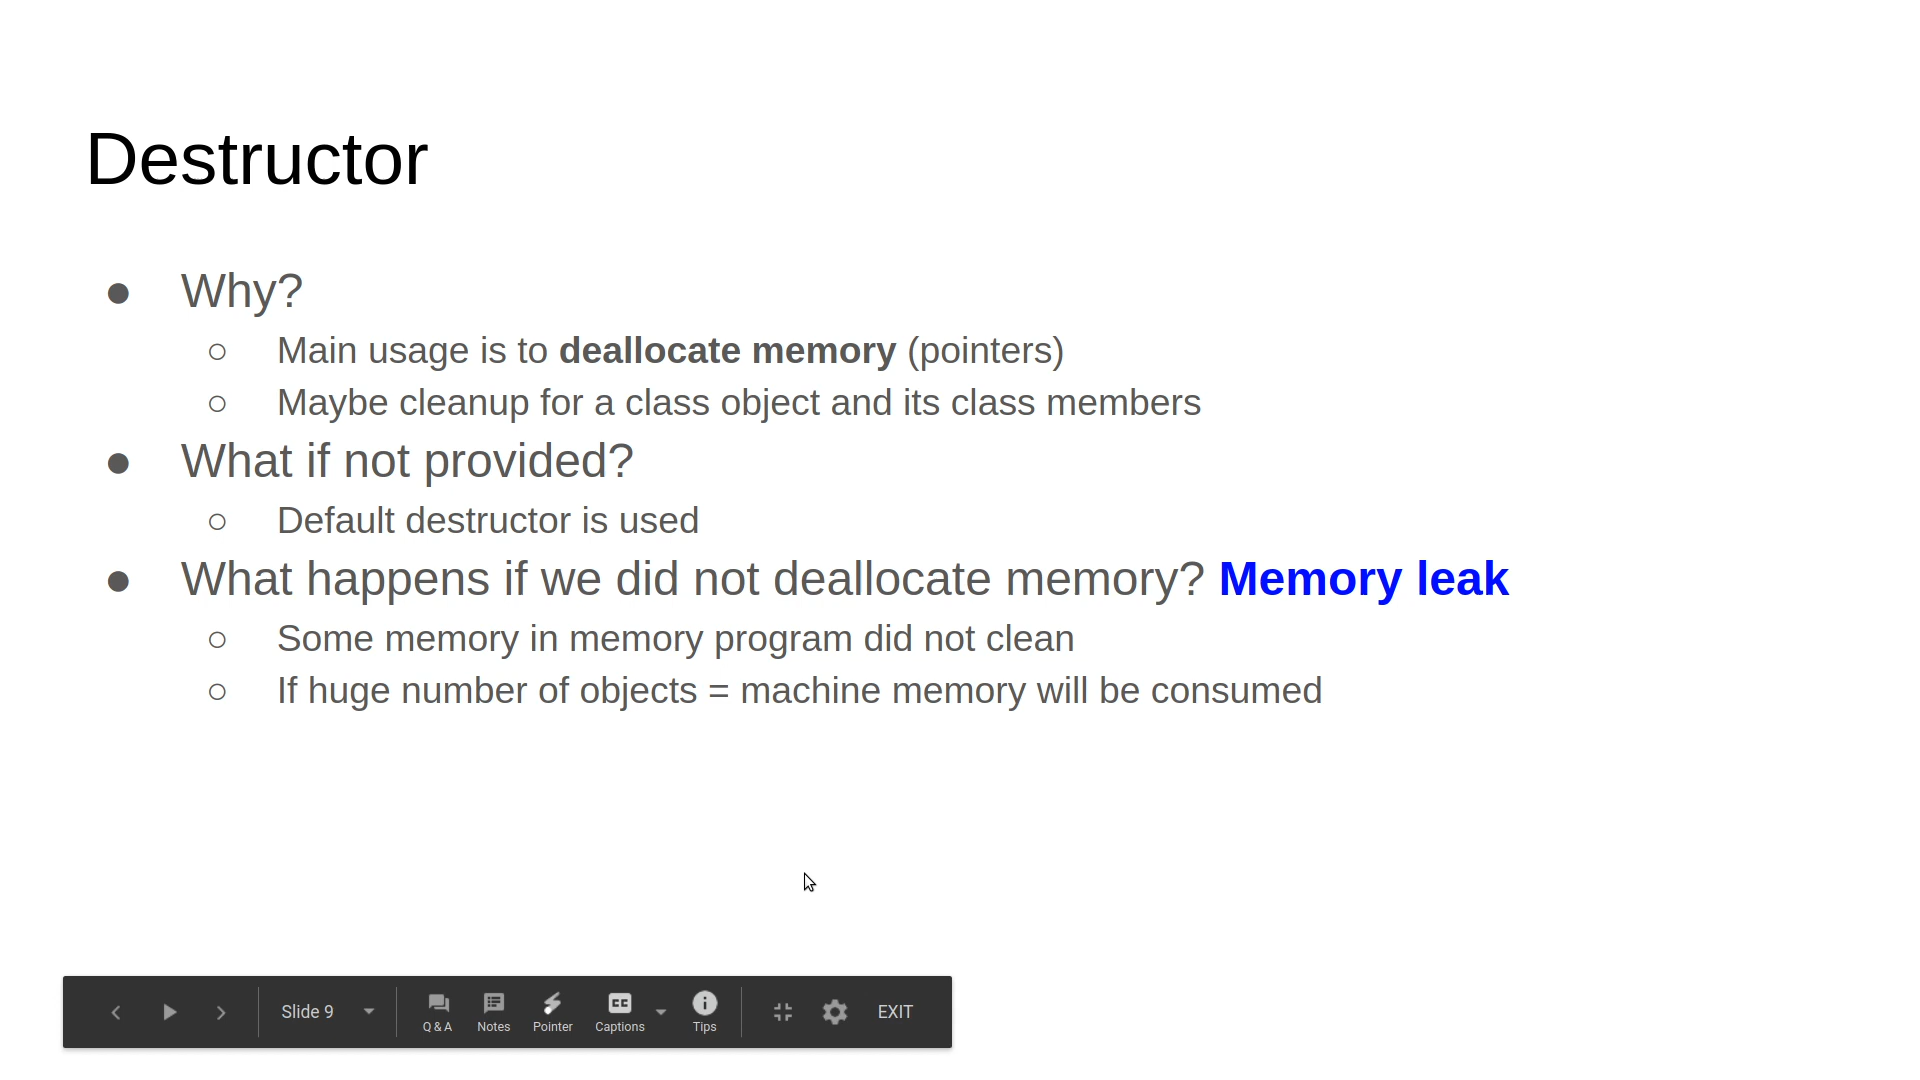 Destructor
● Why?
○ Main usage is to deallocate memory (pointers)
○ Maybe cleanup for a class object and its class members
● What if not provided?
○ Default destructor is used
● What happens if we did not deallocate memory? Memory leak
○ Some memory in memory program did not clean
○ If huge number of objects = machine memory will be consumed
Slide 9
Q & A Notes Pointer Captions Tips
EXIT